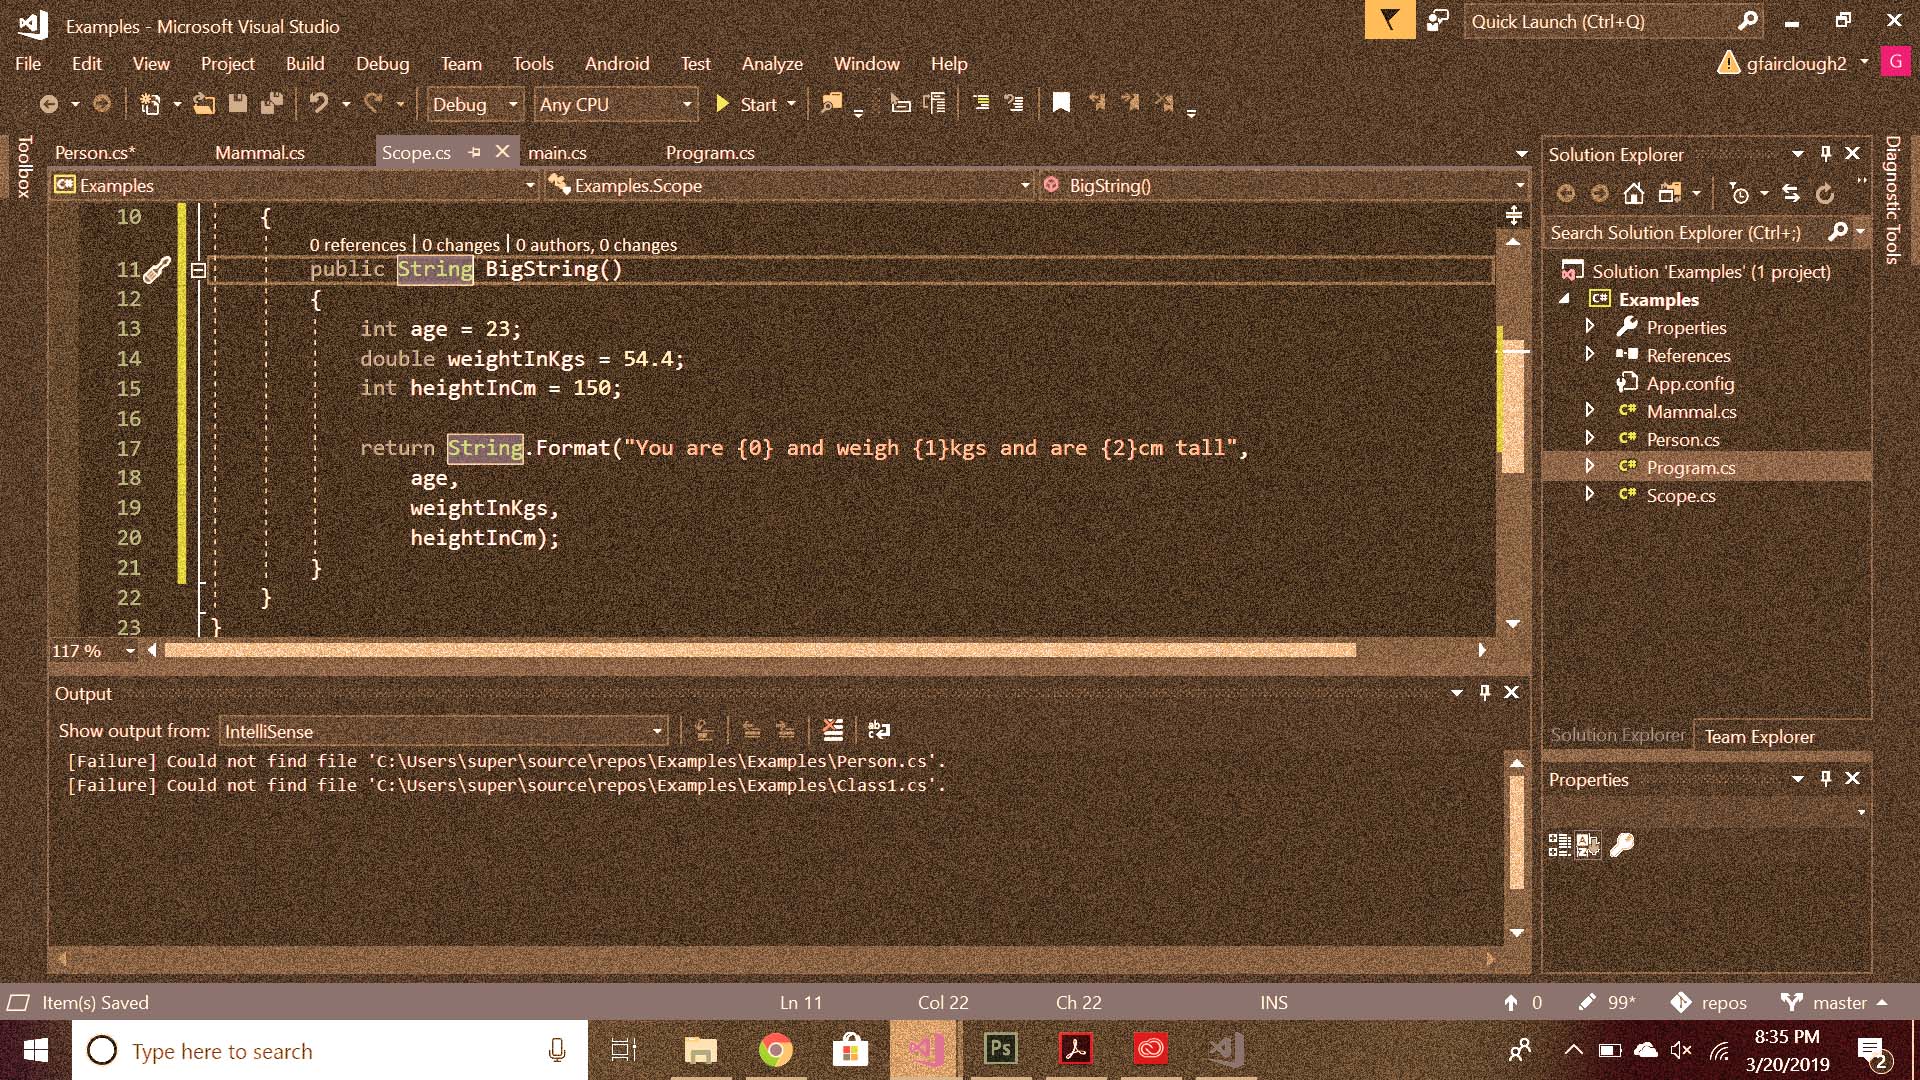 Examples - Microsoft Visual Studio
Quick Launch (Ctrl+Q)
File Edit View Project Build Debug Team Tools Android Test Analyze Window Help
gfairclough2 G
Debug Any CPU Start
Toolbox
Person.cs* Mammal.cs Scope.cs main.cs Program.cs
C# Examples Examples.Scope BigString()
10 {
0 references | 0 changes | 0 authors, 0 changes
11 public String BigString()
12 {
13 int age = 23;
14 double weightInKgs = 54.4;
15 int heightInCm = 150;
16
17 return String.Format("You are {0} and weigh {1}kgs and are {2}cm tall",
18 age,
19 weightInKgs,
20 heightInCm);
21 }
22 }
23 }
117 %
Output
Show output from: IntelliSense
[Failure] Could not find file 'C:\Users\super\source\repos\Examples\Examples\Person.cs'.
[Failure] Could not find file 'C:\Users\super\source\repos\Examples\Examples\Class1.cs'.
Solution Explorer
Search Solution Explorer (Ctrl+;)
Solution 'Examples' (1 project)
C# Examples
Properties
References
App.config
C# Mammal.cs
C# Person.cs
C# Program.cs
C# Scope.cs
Solution Explorer Team Explorer
Properties
Diagnostic Tools
Item(s) Saved Ln 11 Col 22 Ch 22 INS 0 99* repos master
Type here to search
Ps
8:35 PM
3/20/2019
2